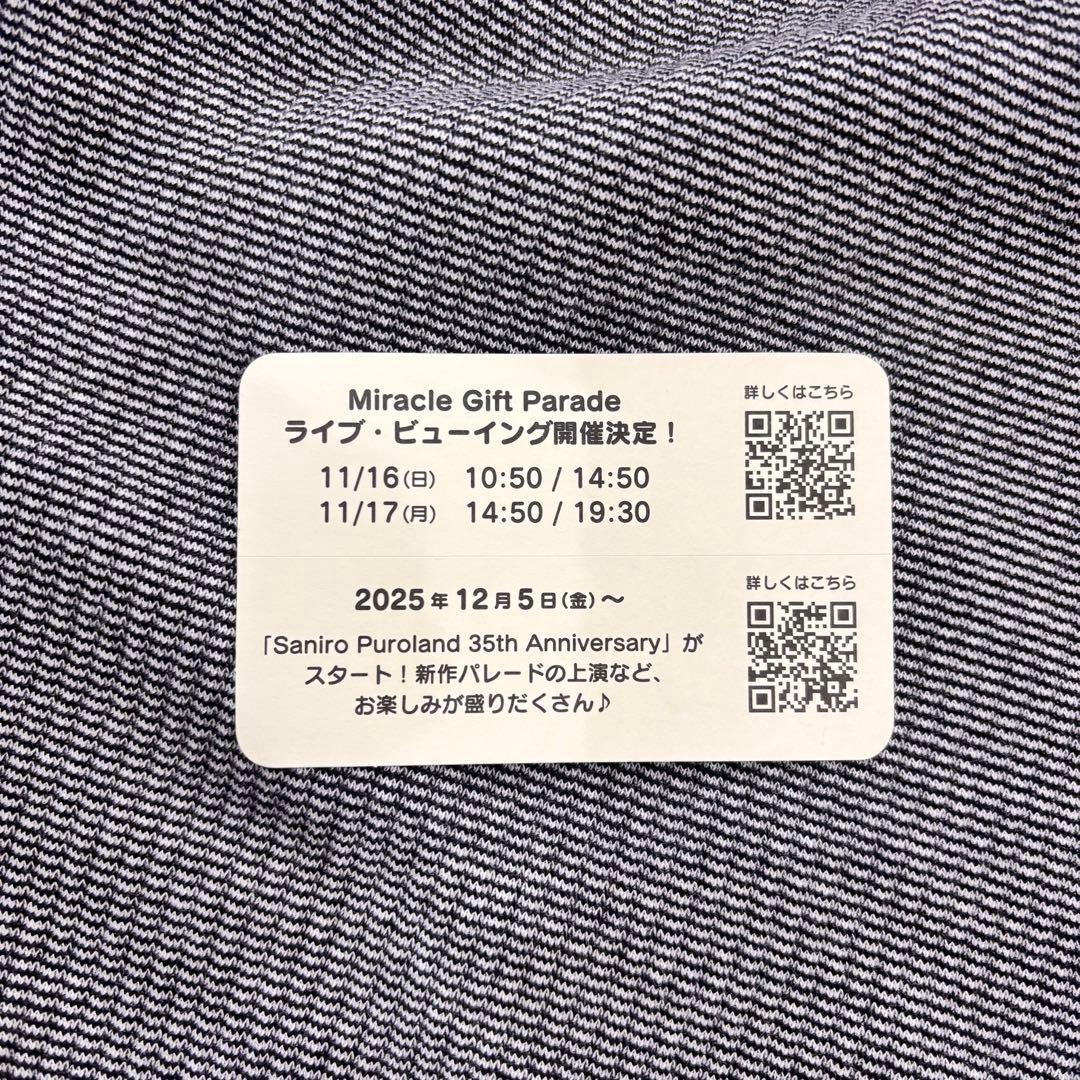 Miracle Gift Parade
ライブ・ビューイング開催決定！
11/16(日) 10:50 / 14:50
11/17(月) 14:50 / 19:30
詳しくはこちら
2025年12月5日(金)～
「Saniro Puroland 35th Anniversary」が
スタート！新作パレードの上演など、
お楽しみが盛りだくさん♪
詳しくはこちら